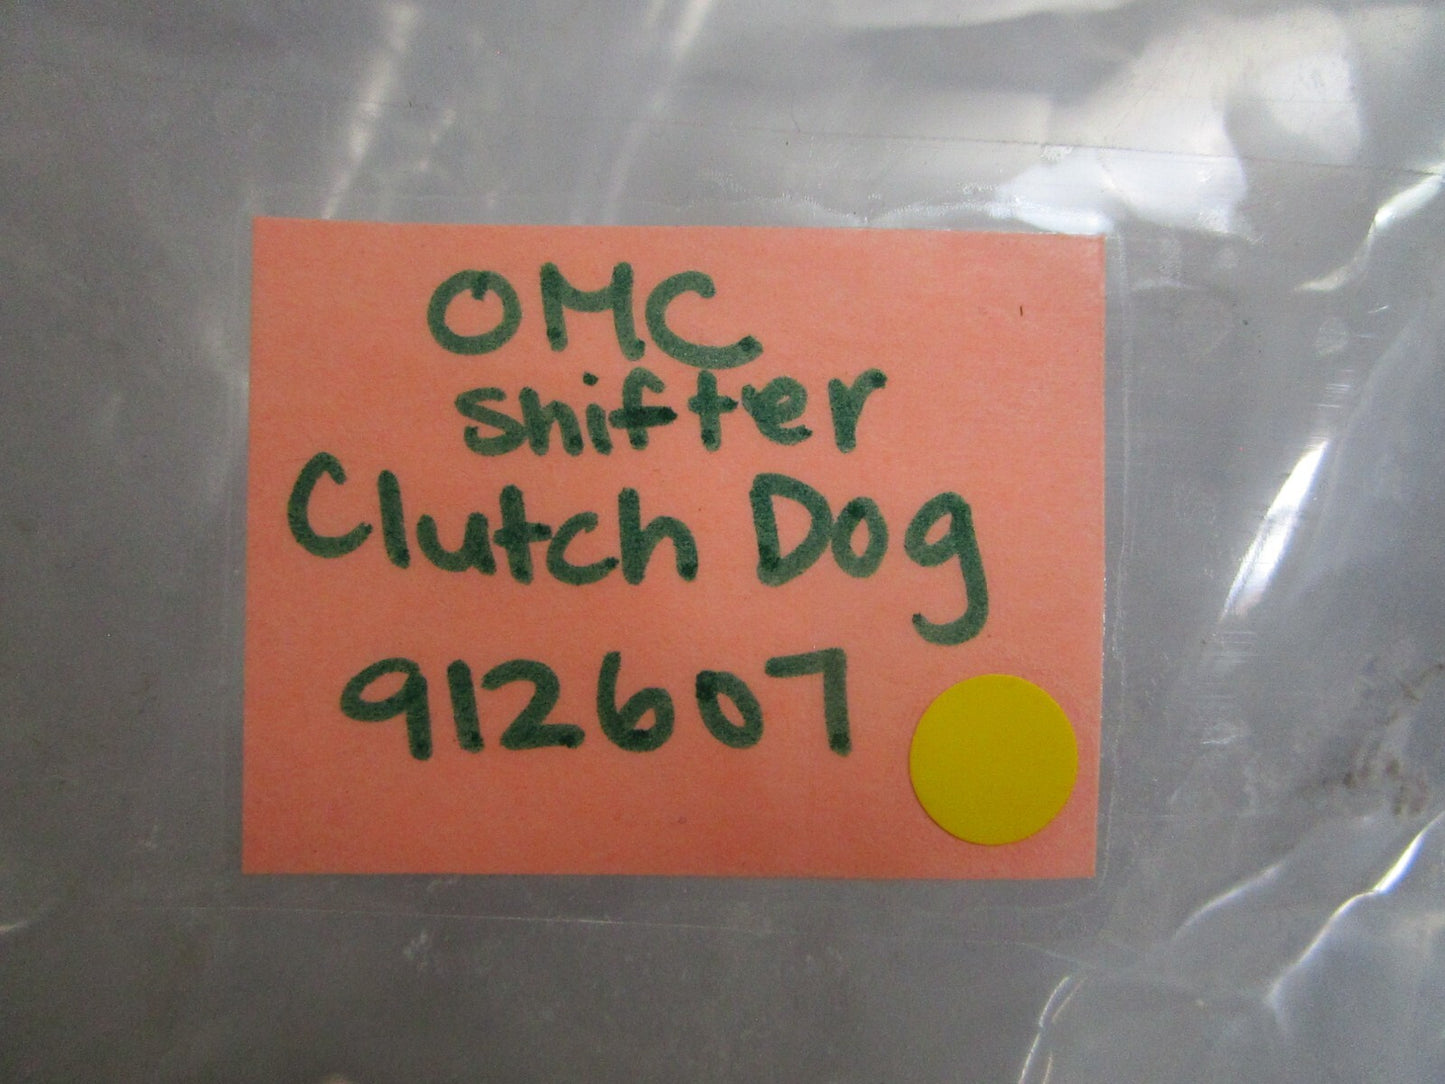 OMC
shifter
Clutch Dog
912607